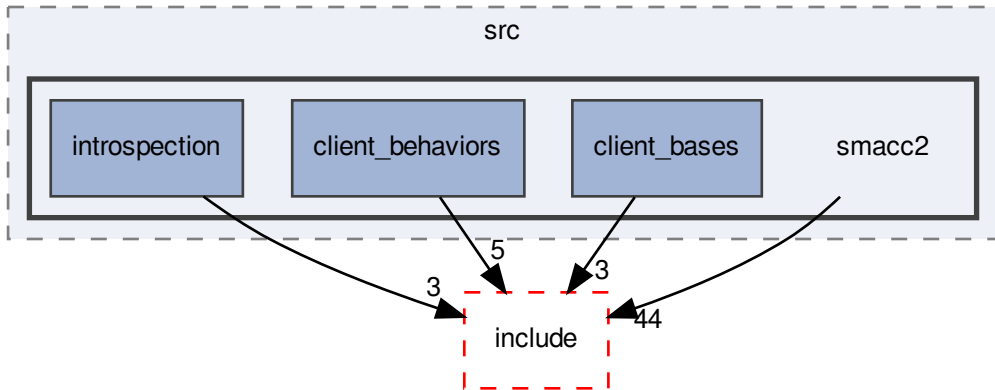 src
introspection
client_behaviors
client_bases
smacc2
5
3
3
44
include